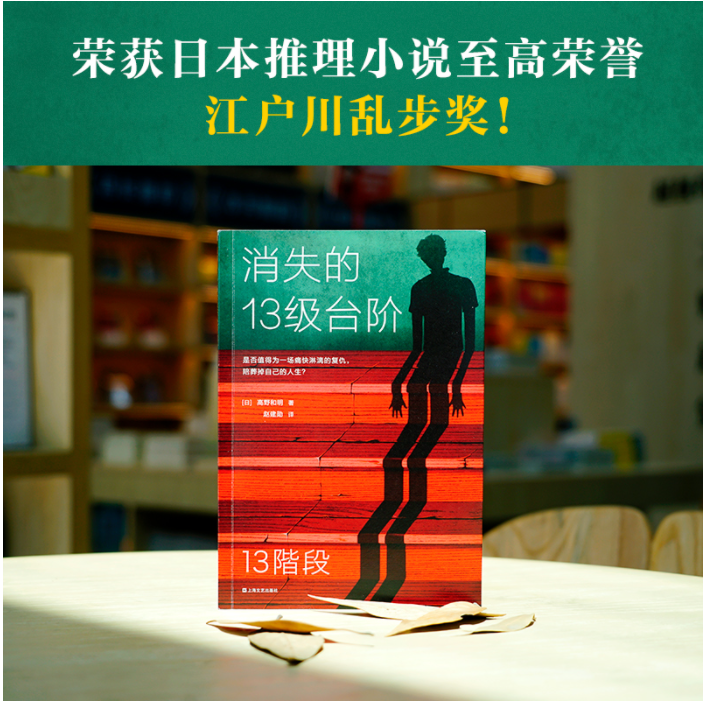 荣获日本推理小说至高荣誉
江户川乱步奖!
消失的
13级台阶
是否值得为一场痛快淋漓的复仇，
陪葬掉自己的人生？
[日] 高野和明 著
赵建勋 译
13階段
上海文艺出版社